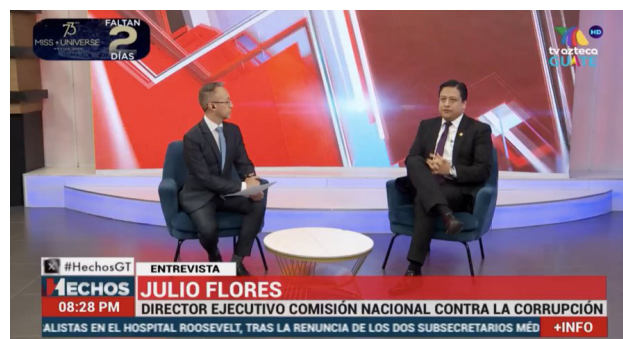 73
MISS UNIVERSE
FALTAN
2
DÍAS
HD
tv azteca
GUATE
#HechosGT
ENTREVISTA
HECHOS
JULIO FLORES
08:28 PM
DIRECTOR EJECUTIVO COMISIÓN NACIONAL CONTRA LA CORRUPCIÓN
ALISTAS EN EL HOSPITAL ROOSEVELT, TRAS LA RENUNCIA DE LOS DOS SUBSECRETARIOS MÉD
+INFO